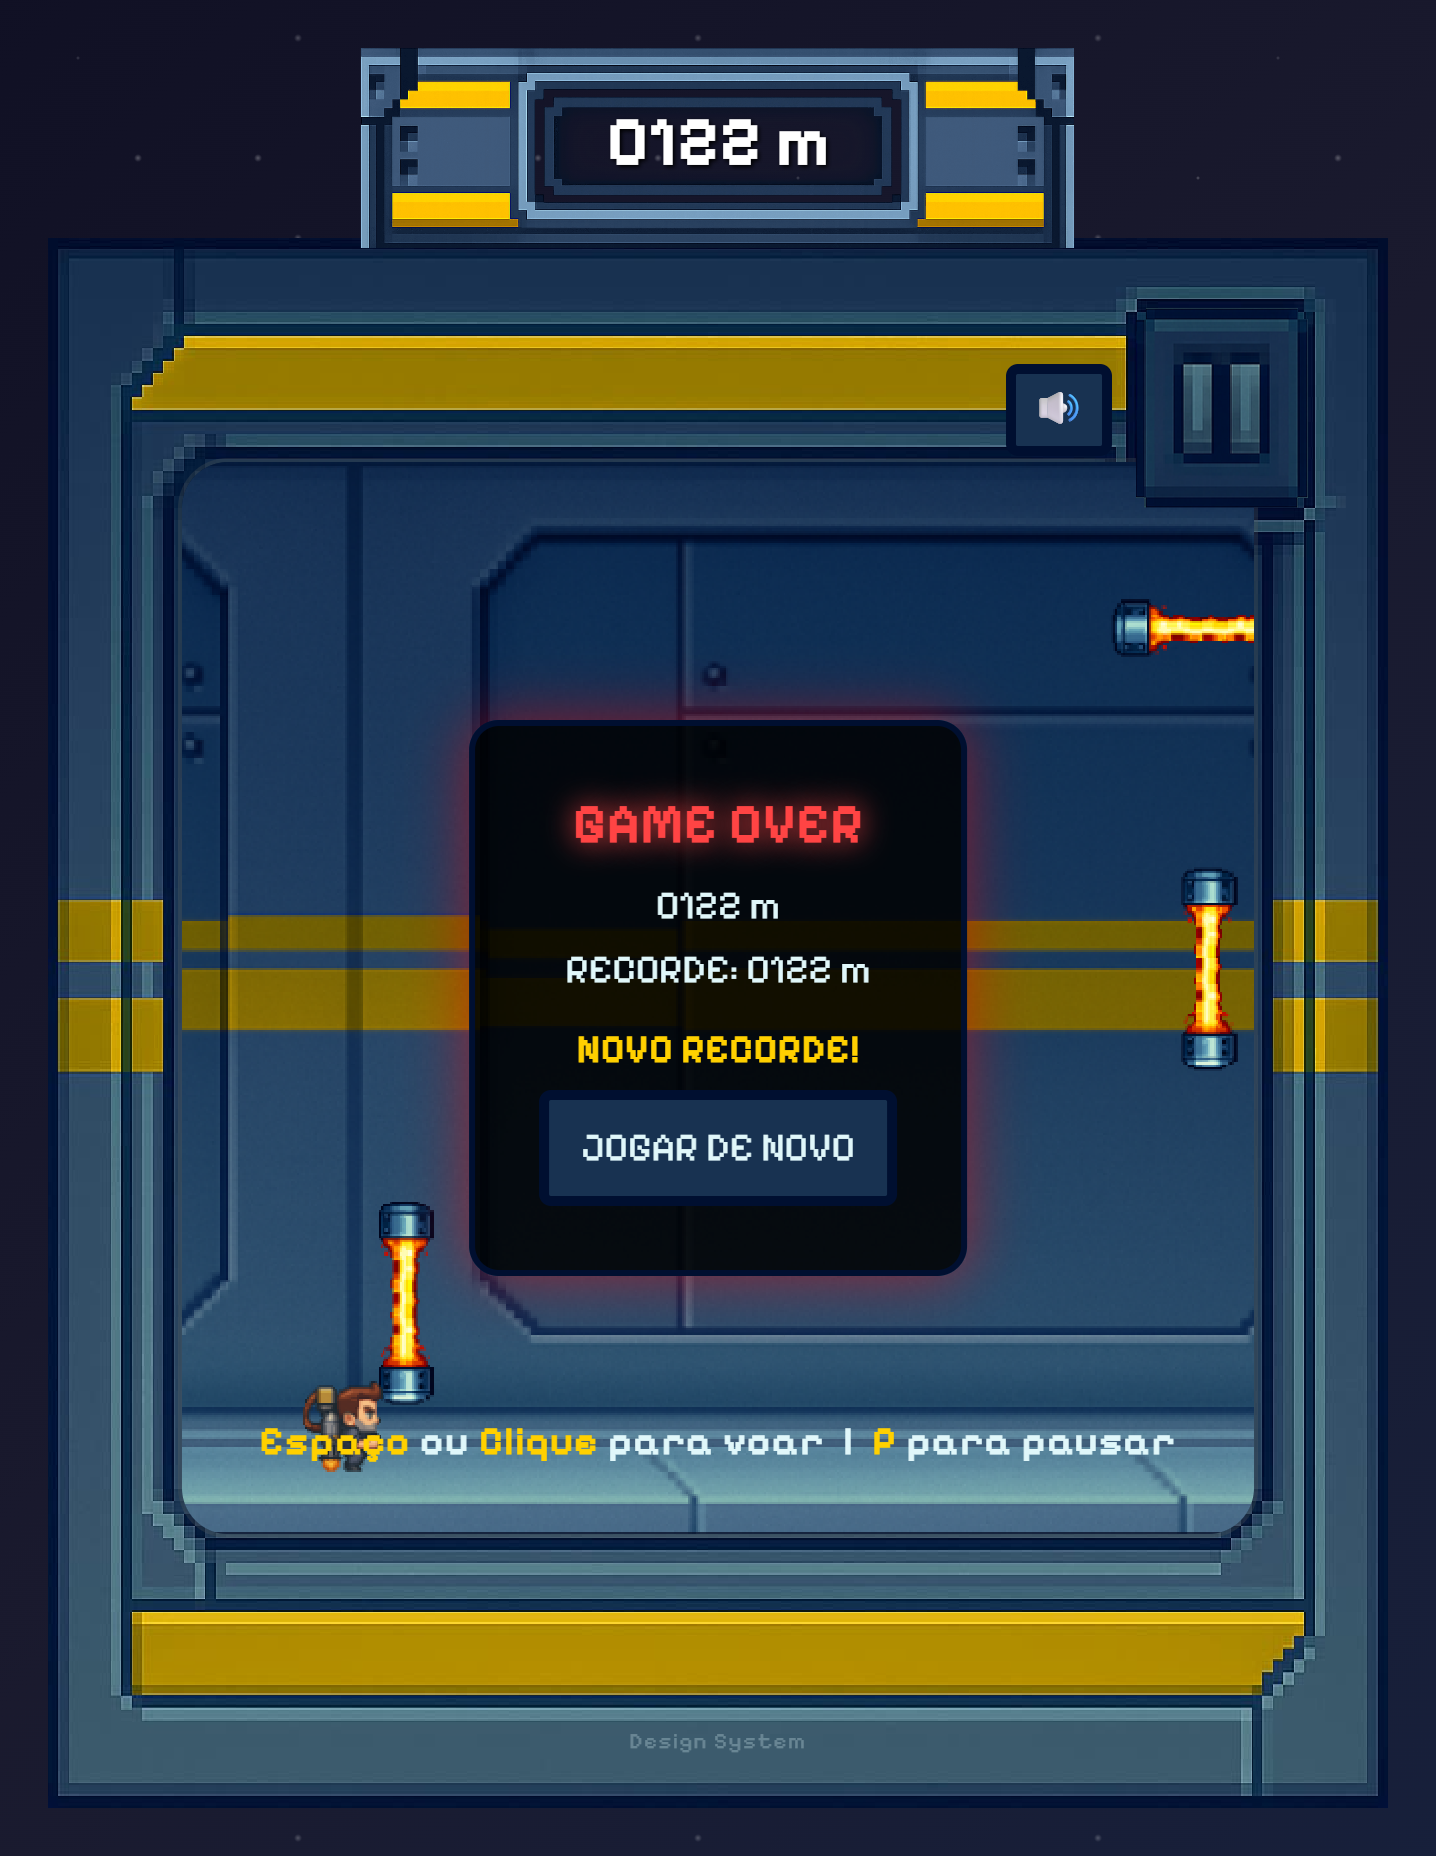 0122 m
GAME OVER
0122 m
RECORDE: 0122 m
NOVO RECORDE!
JOGAR DE NOVO
Espaço ou Clique para voar | P para pausar
Design System